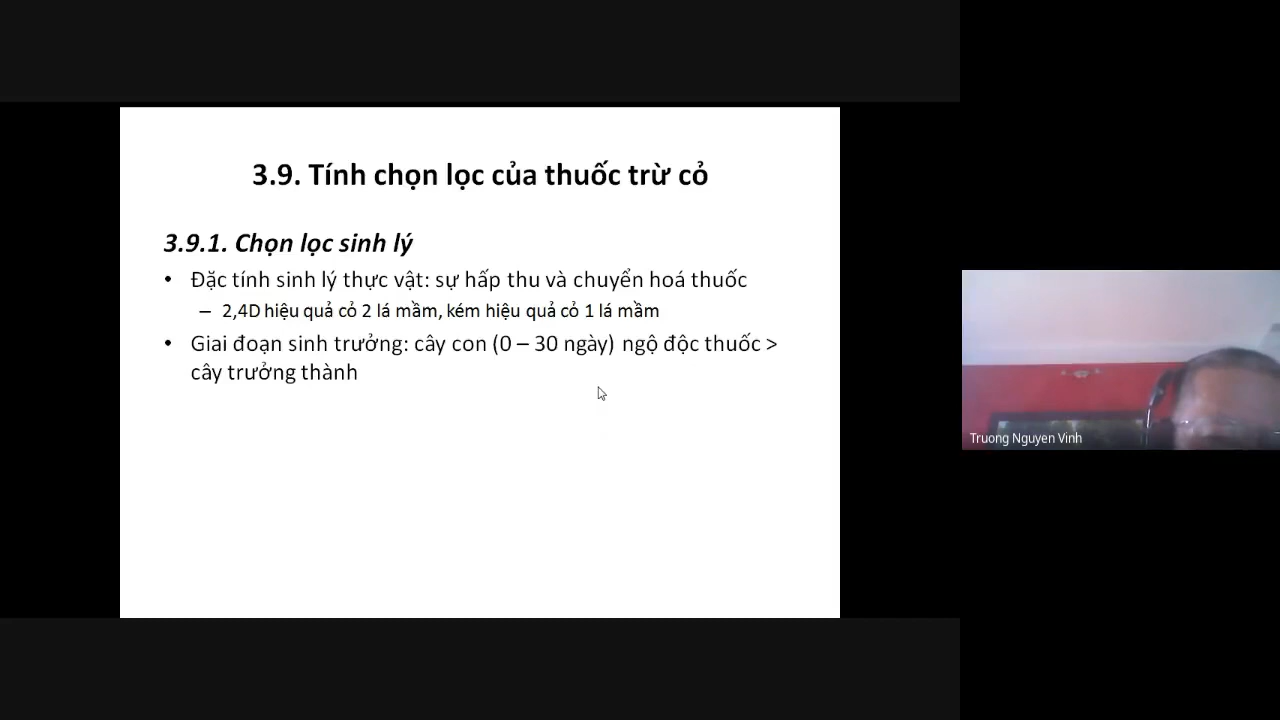 3.9. Tính chọn lọc của thuốc trừ cỏ
3.9.1. Chọn lọc sinh lý
• Đặc tính sinh lý thực vật: sự hấp thu và chuyển hoá thuốc
– 2,4D hiệu quả cỏ 2 lá mầm, kém hiệu quả cỏ 1 lá mầm
• Giai đoạn sinh trưởng: cây con (0 – 30 ngày) ngộ độc thuốc >
cây trưởng thành
Truong Nguyen Vinh